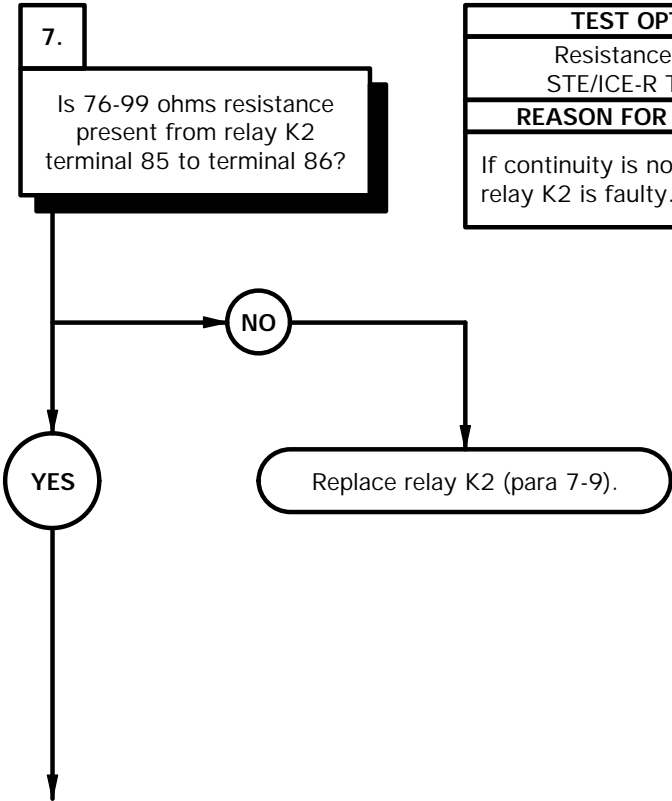 7.
Is 76-99 ohms resistance
present from relay K2
terminal 85 to terminal 86?
TEST OPT
Resistance
STE/ICE-R T
REASON FOR
If continuity is no
relay K2 is faulty.
NO
YES
Replace relay K2 (para 7-9).